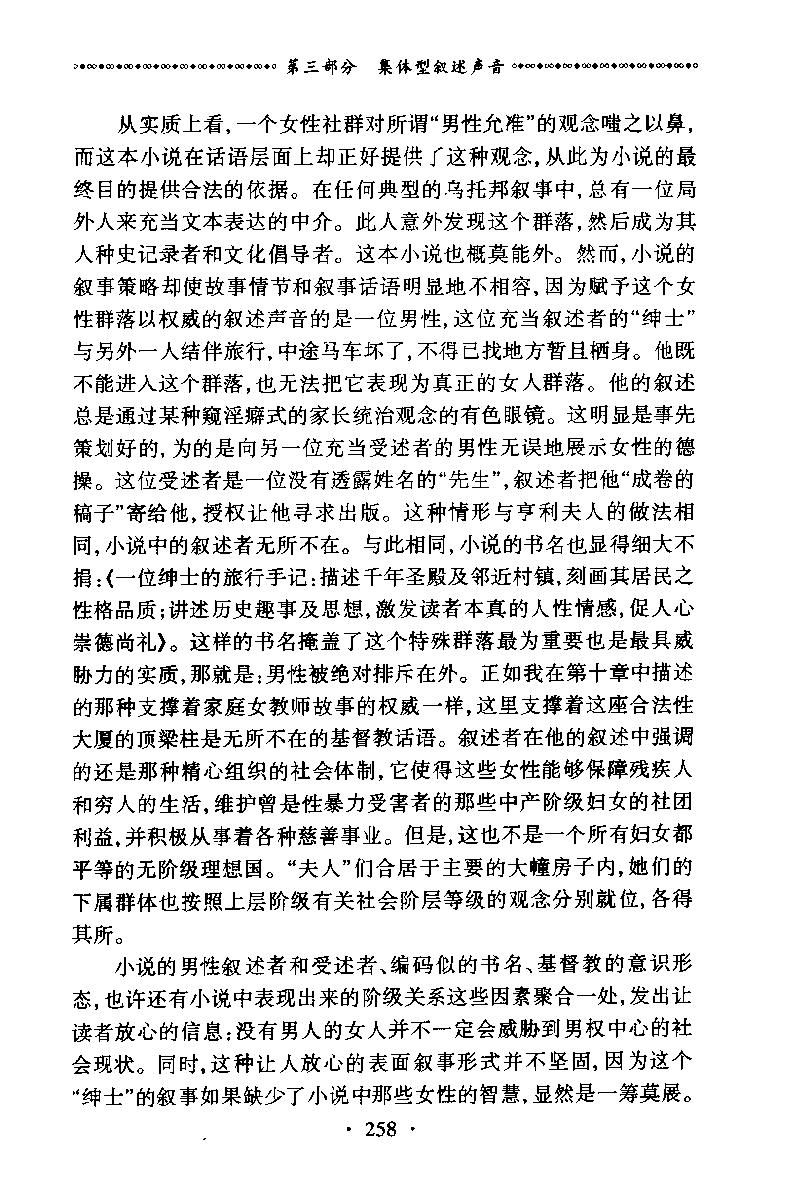 第三部分 集体型叙述声音
从实质上看,一个女性社群对所谓“男性允准”的观念嗤之以鼻,
而这本小说在话语层面上却正好提供了这种观念,从此为小说的最
终目的提供合法的依据。在任何典型的乌托邦叙事中,总有一位局
外人来充当文本表达的中介。此人意外发现这个群落,然后成为其
人种史记录者和文化倡导者。这本小说也概莫能外。然而,小说的
叙事策略却使故事情节和叙事话语明显地不相容,因为赋予这个女
性群落以权威的叙述声音的是一位男性,这位充当叙述者的“绅士”
与另外一人结伴旅行,中途马车坏了,不得已找地方暂且栖身。他既
不能进入这个群落,也无法把它表现为真正的女人群落。他的叙述
总是通过某种窥淫癖式的家长统治观念的有色眼镜。这明显是事先
策划好的,为的是向另一位充当受述者的男性无误地展示女性的德
操。这位受述者是一位没有透露姓名的“先生”,叙述者把他“成卷的
稿子”寄给他,授权让他寻求出版。这种情形与亨利夫人的做法相
同,小说中的叙述者无所不在。与此相同,小说的书名也显得细大不
捐:《一位绅士的旅行手记:描述千年圣殿及邻近村镇,刻画其居民之
性格品质;讲述历史趣事及思想,激发读者本真的人性情感,促人心
崇德尚礼》。这样的书名掩盖了这个特殊群落最为重要也是最具威
胁力的实质,那就是:男性被绝对排斥在外。正如我在第十章中描述
的那种支撑着家庭女教师故事的权威一样,这里支撑着这座合法性
大厦的顶梁柱是无所不在的基督教话语。叙述者在他的叙述中强调
的还是那种精心组织的社会体制,它使得这些女性能够保障残疾人
和穷人的生活,维护曾是性暴力受害者的那些中产阶级妇女的社团
利益,并积极从事着各种慈善事业。但是,这也不是一个所有妇女都
平等的无阶级理想国。“夫人”们合居于主要的大幢房子内,她们的
下属群体也按照上层阶级有关社会阶层等级的观念分别就位,各得
其所。
小说的男性叙述者和受述者、编码似的书名、基督教的意识形
态,也许还有小说中表现出来的阶级关系这些因素聚合一处,发出让
读者放心的信息:没有男人的女人并不一定会威胁到男权中心的社
会现状。同时,这种让人放心的表面叙事形式并不坚固,因为这个
“绅士”的叙事如果缺少了小说中那些女性的智慧,显然是一筹莫展。
· 258 ·